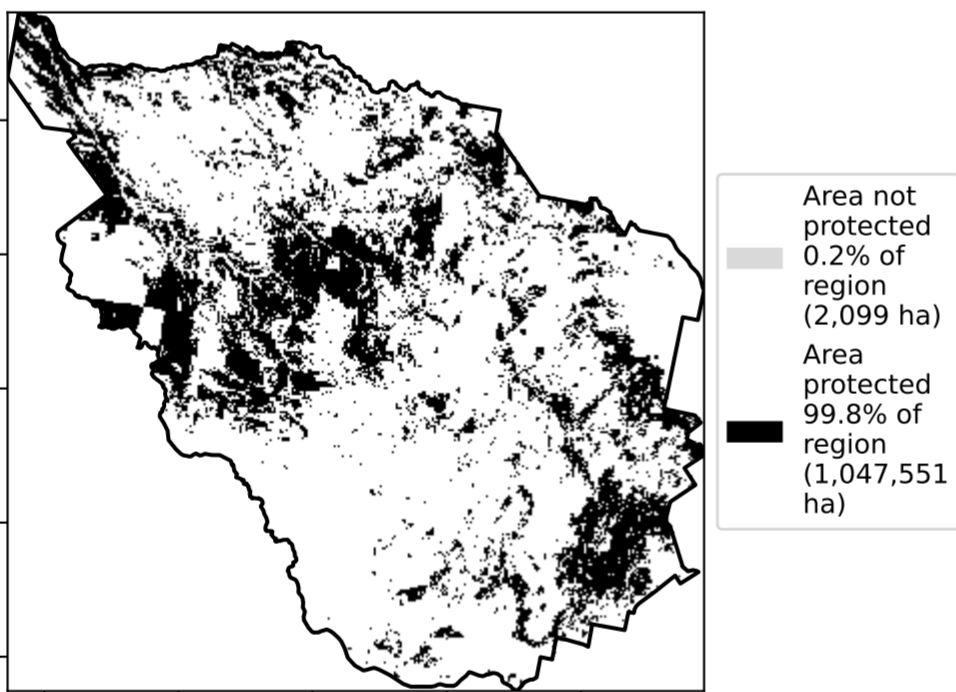 Area not
protected
0.2% of
region
(2,099 ha)
Area
protected
99.8% of
region
(1,047,551
ha)